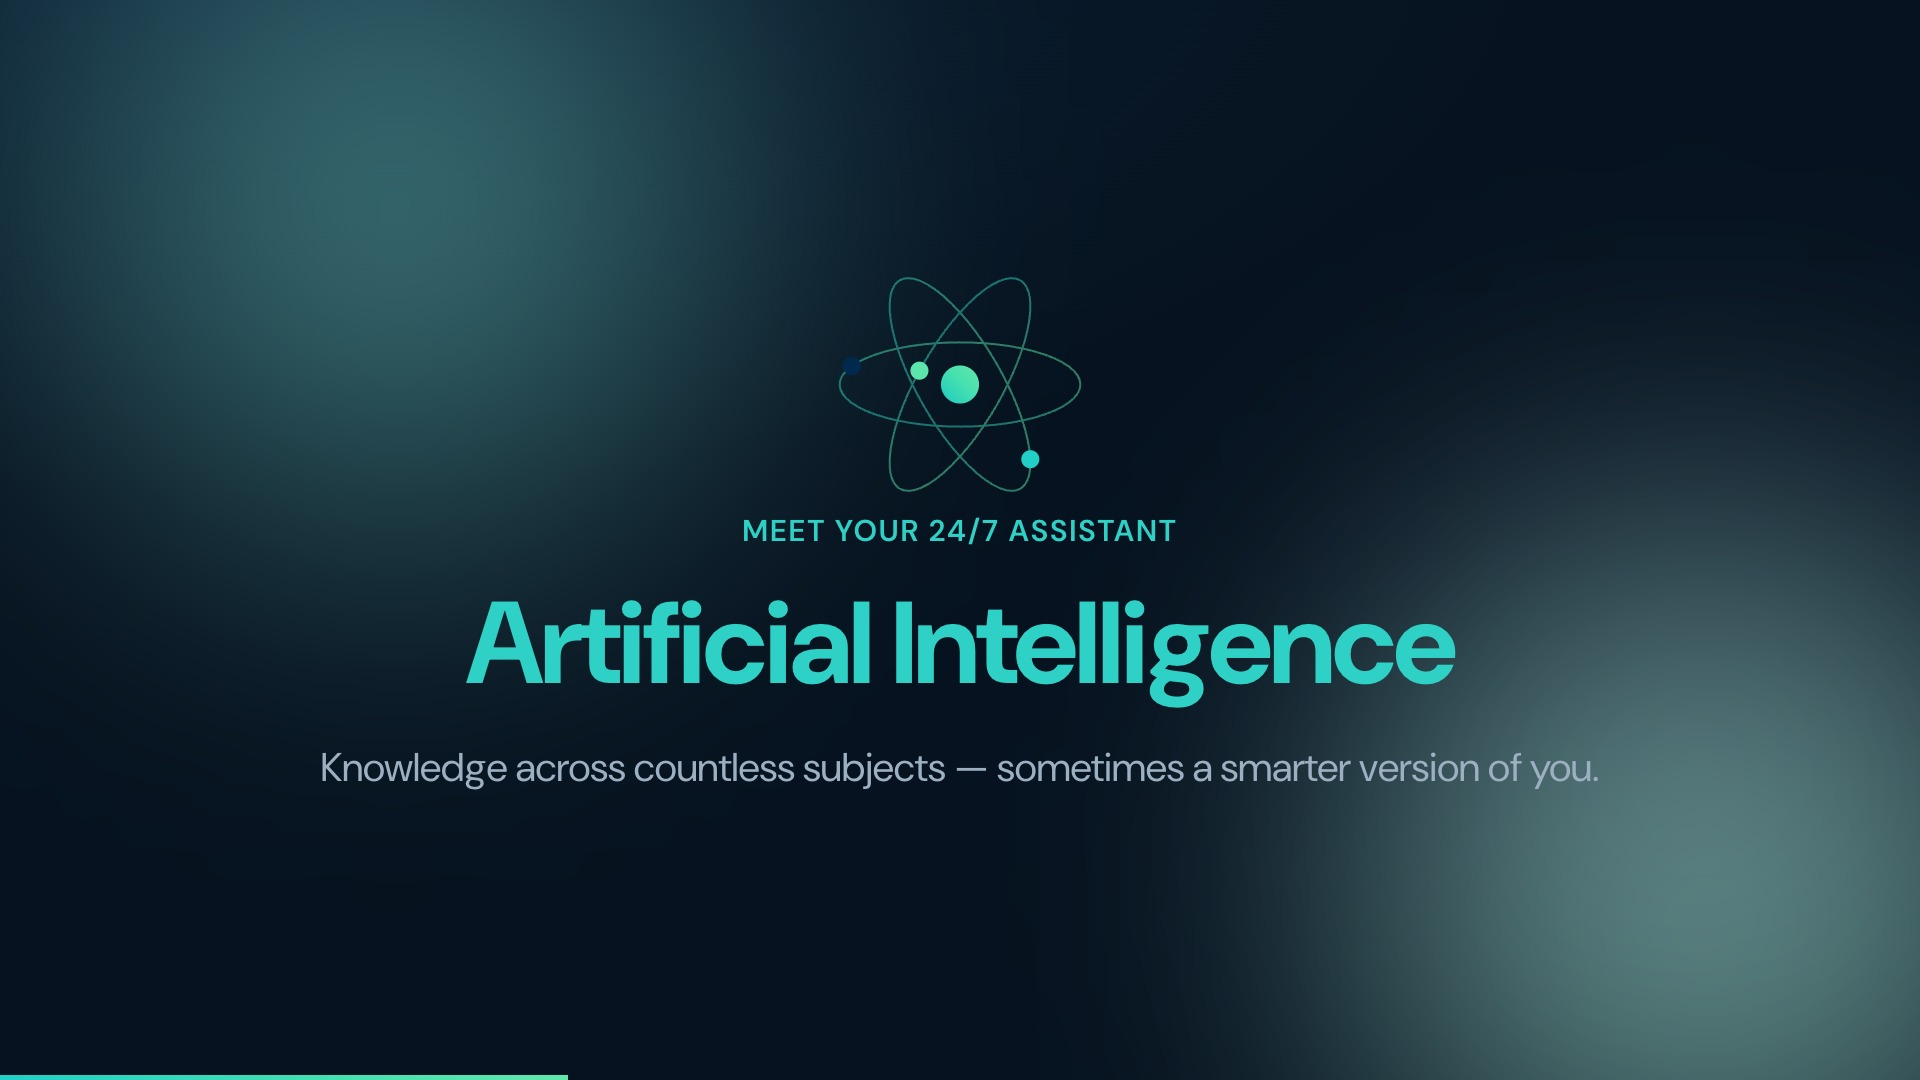 MEET YOUR 24/7 ASSISTANT
Artificial Intelligence
Knowledge across countless subjects — sometimes a smarter version of you.